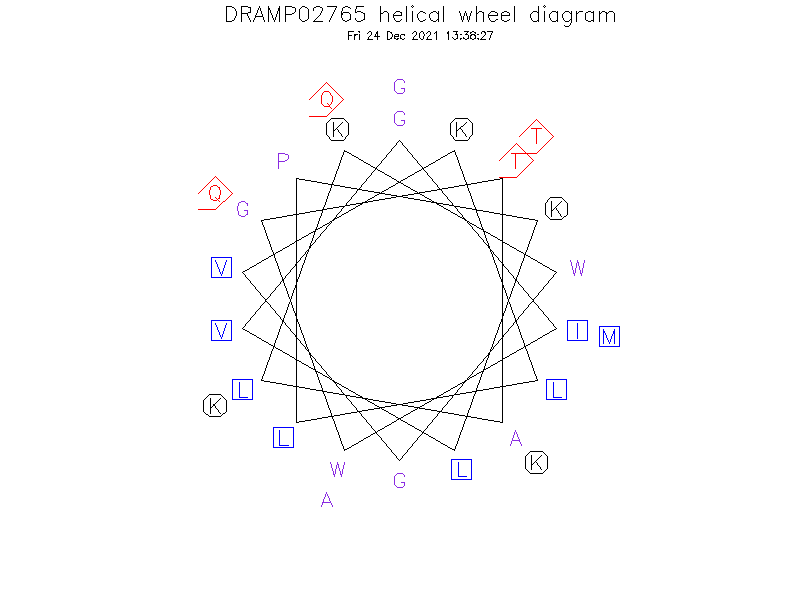 DRAMP02765 helical wheel diagram
Fri 24 Dec 2021 13:38:27
G
Q
G
K
K
T
T
P
Q
G
K
V
W
V
I
M
L
L
K
L
A
K
W
L
G
A